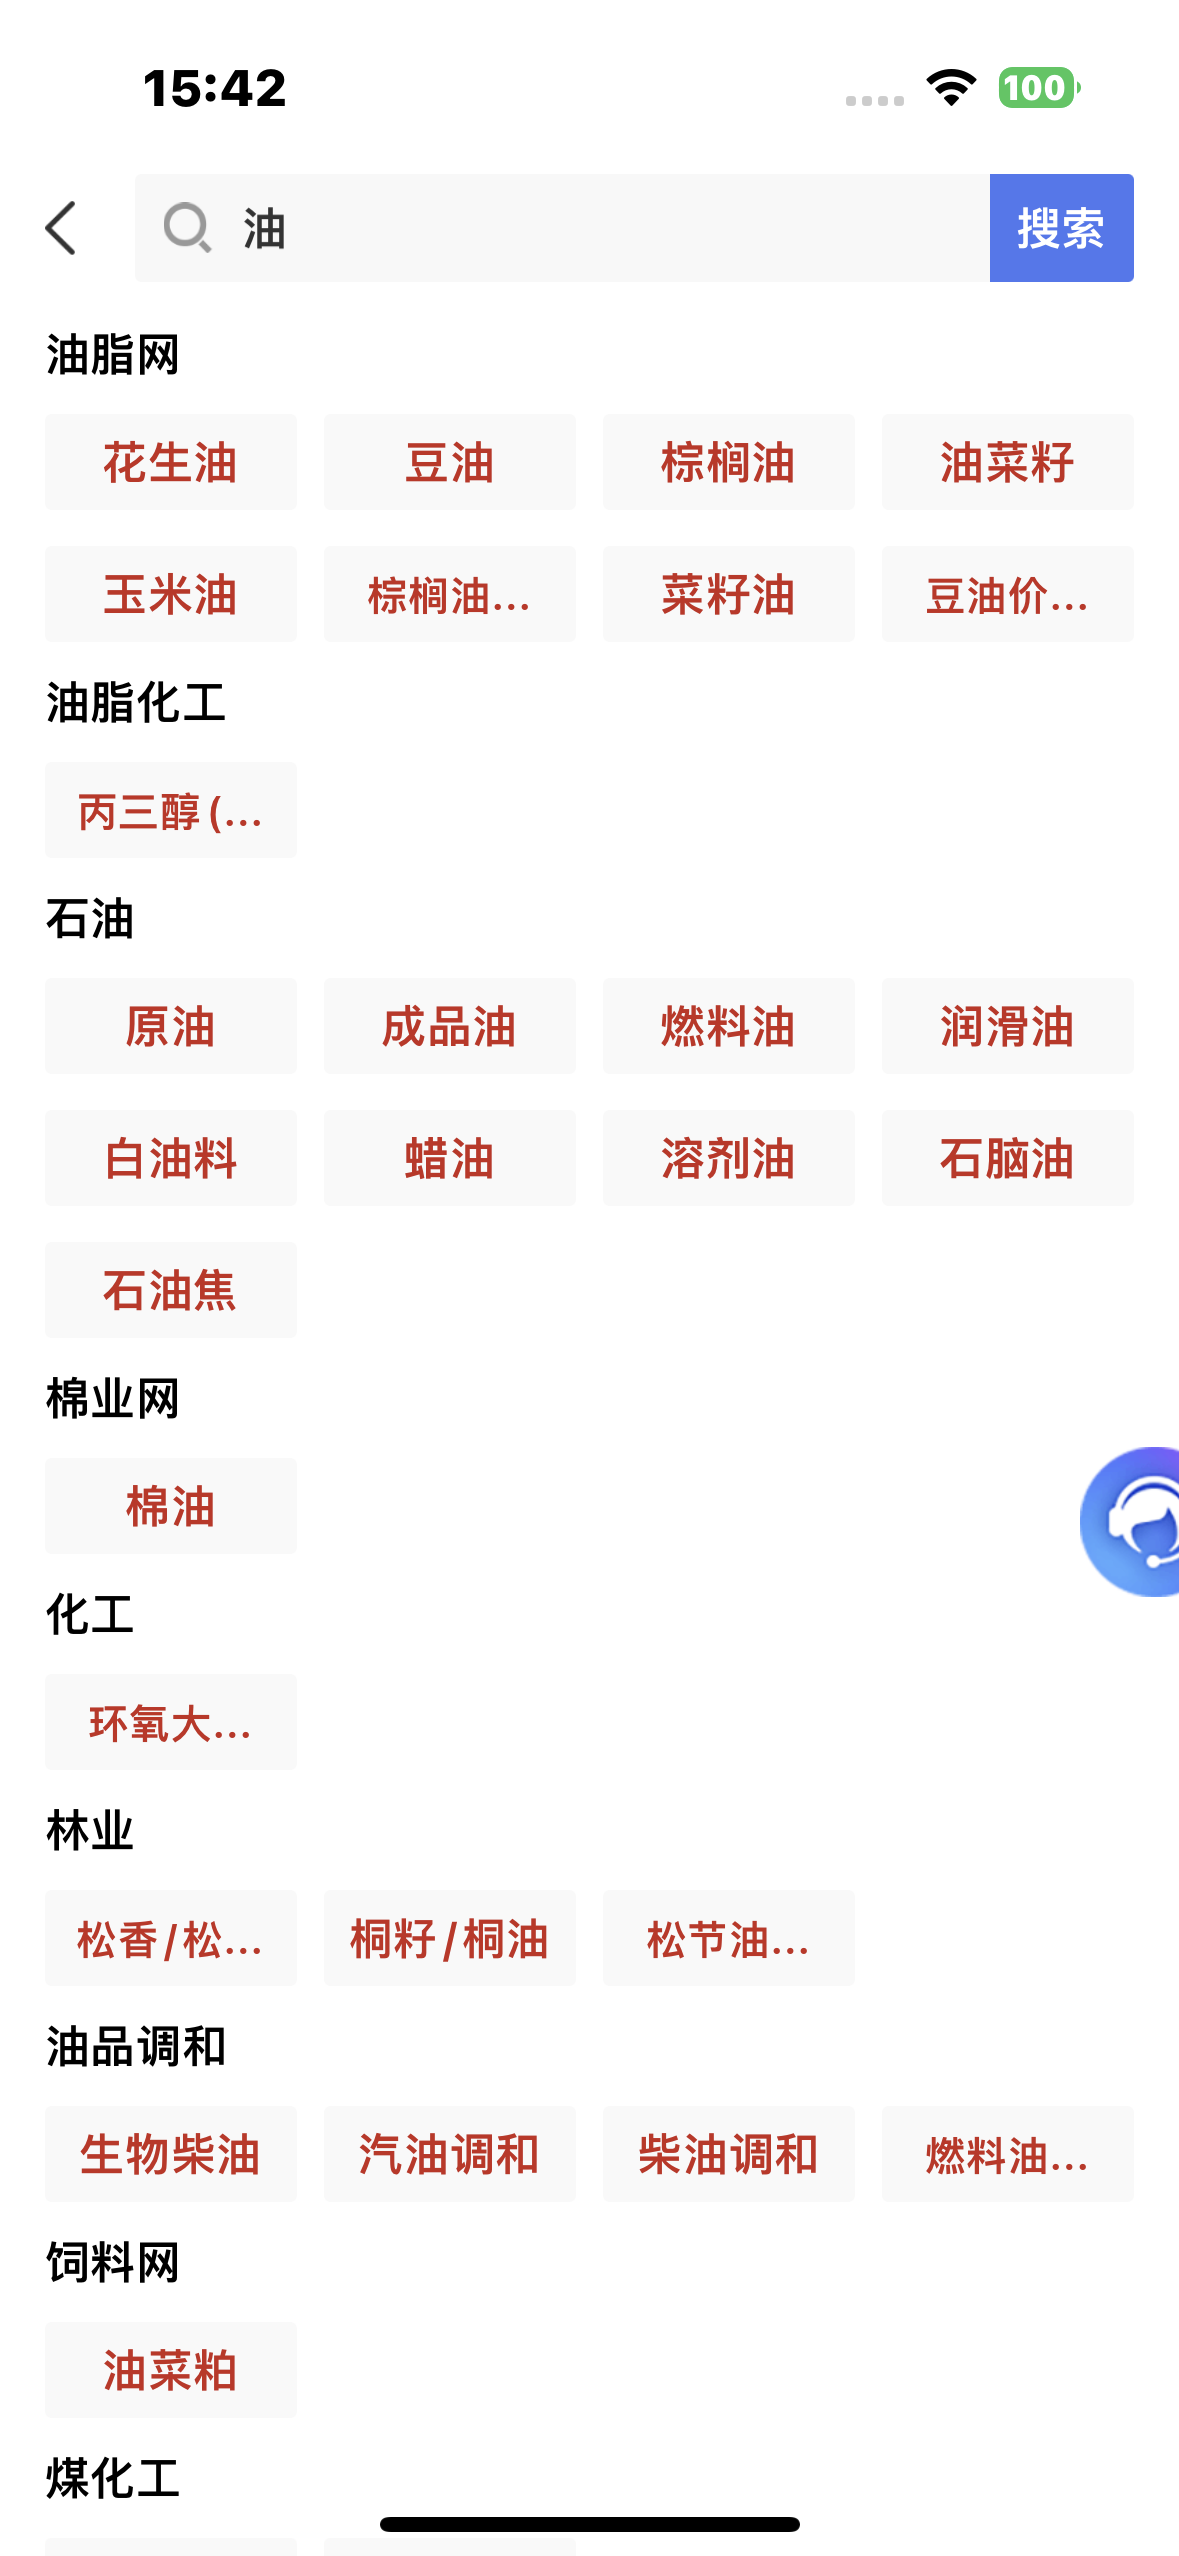 15:42
100
油
搜索
油脂网
花生油 豆油 棕榈油 油菜籽
玉米油 棕榈油... 菜籽油 豆油价...
油脂化工
丙三醇(...
石油
原油 成品油 燃料油 润滑油
白油料 蜡油 溶剂油 石脑油
石油焦
棉业网
棉油
化工
环氧大...
林业
松香/松... 桐籽/桐油 松节油...
油品调和
生物柴油 汽油调和 柴油调和 燃料油...
饲料网
油菜粕
煤化工